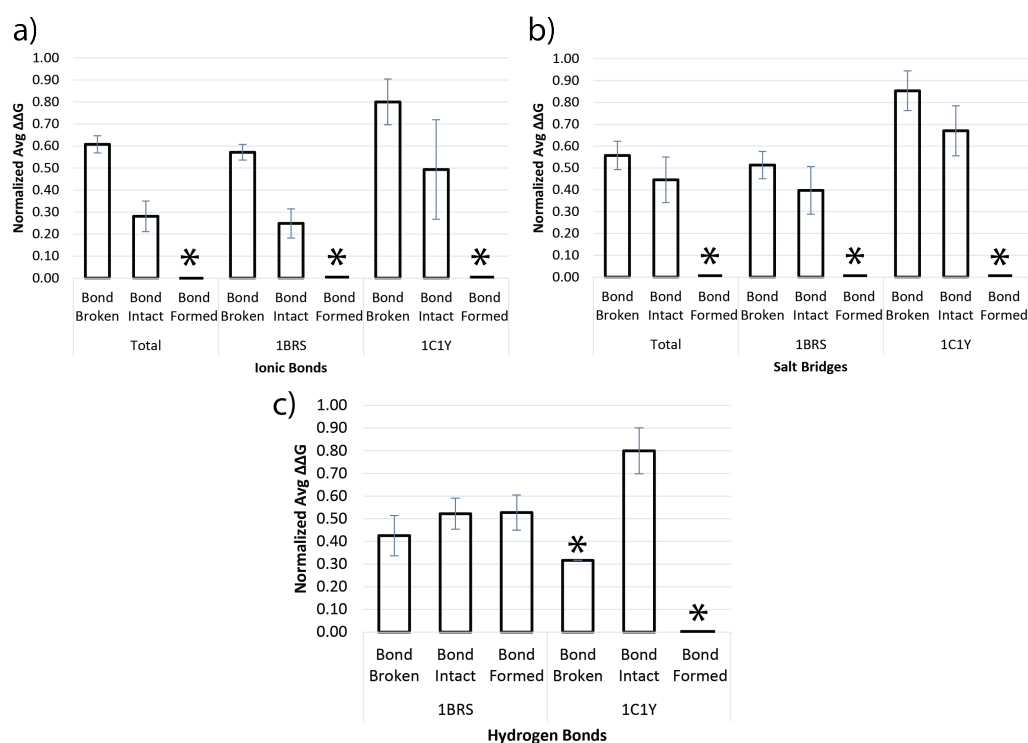 a)
Normalized Avg ΔΔG
1.00
0.90
0.80
0.70
0.60
0.50
0.40
0.30
0.20
0.10
0.00
* * *
Bond Bond Bond Bond Bond Bond Bond Bond Bond
Broken Intact Formed Broken Intact Formed Broken Intact Formed
Total 1BRS 1C1Y
Ionic Bonds
b)
Normalized Avg ΔΔG
1.00
0.90
0.80
0.70
0.60
0.50
0.40
0.30
0.20
0.10
0.00
* * *
Bond Bond Bond Bond Bond Bond Bond Bond Bond
Broken Intact Formed Broken Intact Formed Broken Intact Formed
Total 1BRS 1C1Y
Salt Bridges
c)
Normalized Avg ΔΔG
1.00
0.90
0.80
0.70
0.60
0.50
0.40
0.30
0.20
0.10
0.00
* *
Bond Bond Bond Bond Bond Bond
Broken Intact Formed Broken Intact Formed
1BRS 1C1Y
Hydrogen Bonds